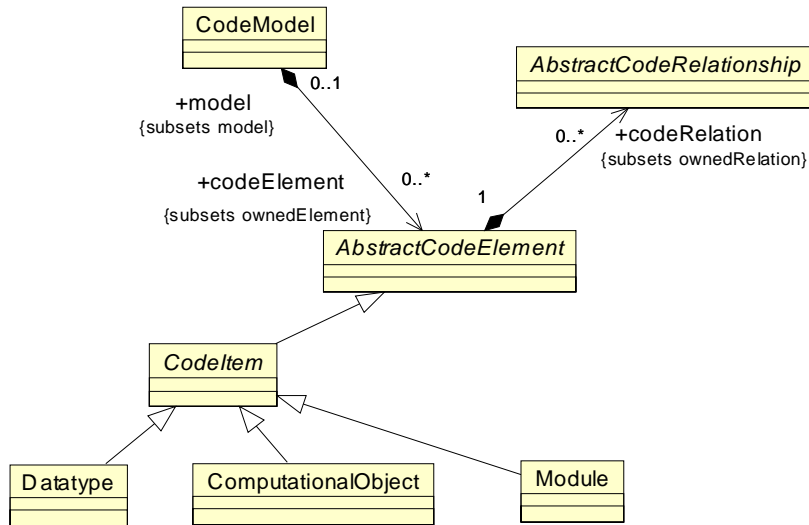 CodeModel
AbstractCodeRelationship
0..1
+model
{subsets model}
0..*
+codeRelation
{subsets ownedRelation}
+codeElement
0..*
{subsets ownedElement}
1
AbstractCodeElement
CodeItem
Datatype
ComputationalObject
Module